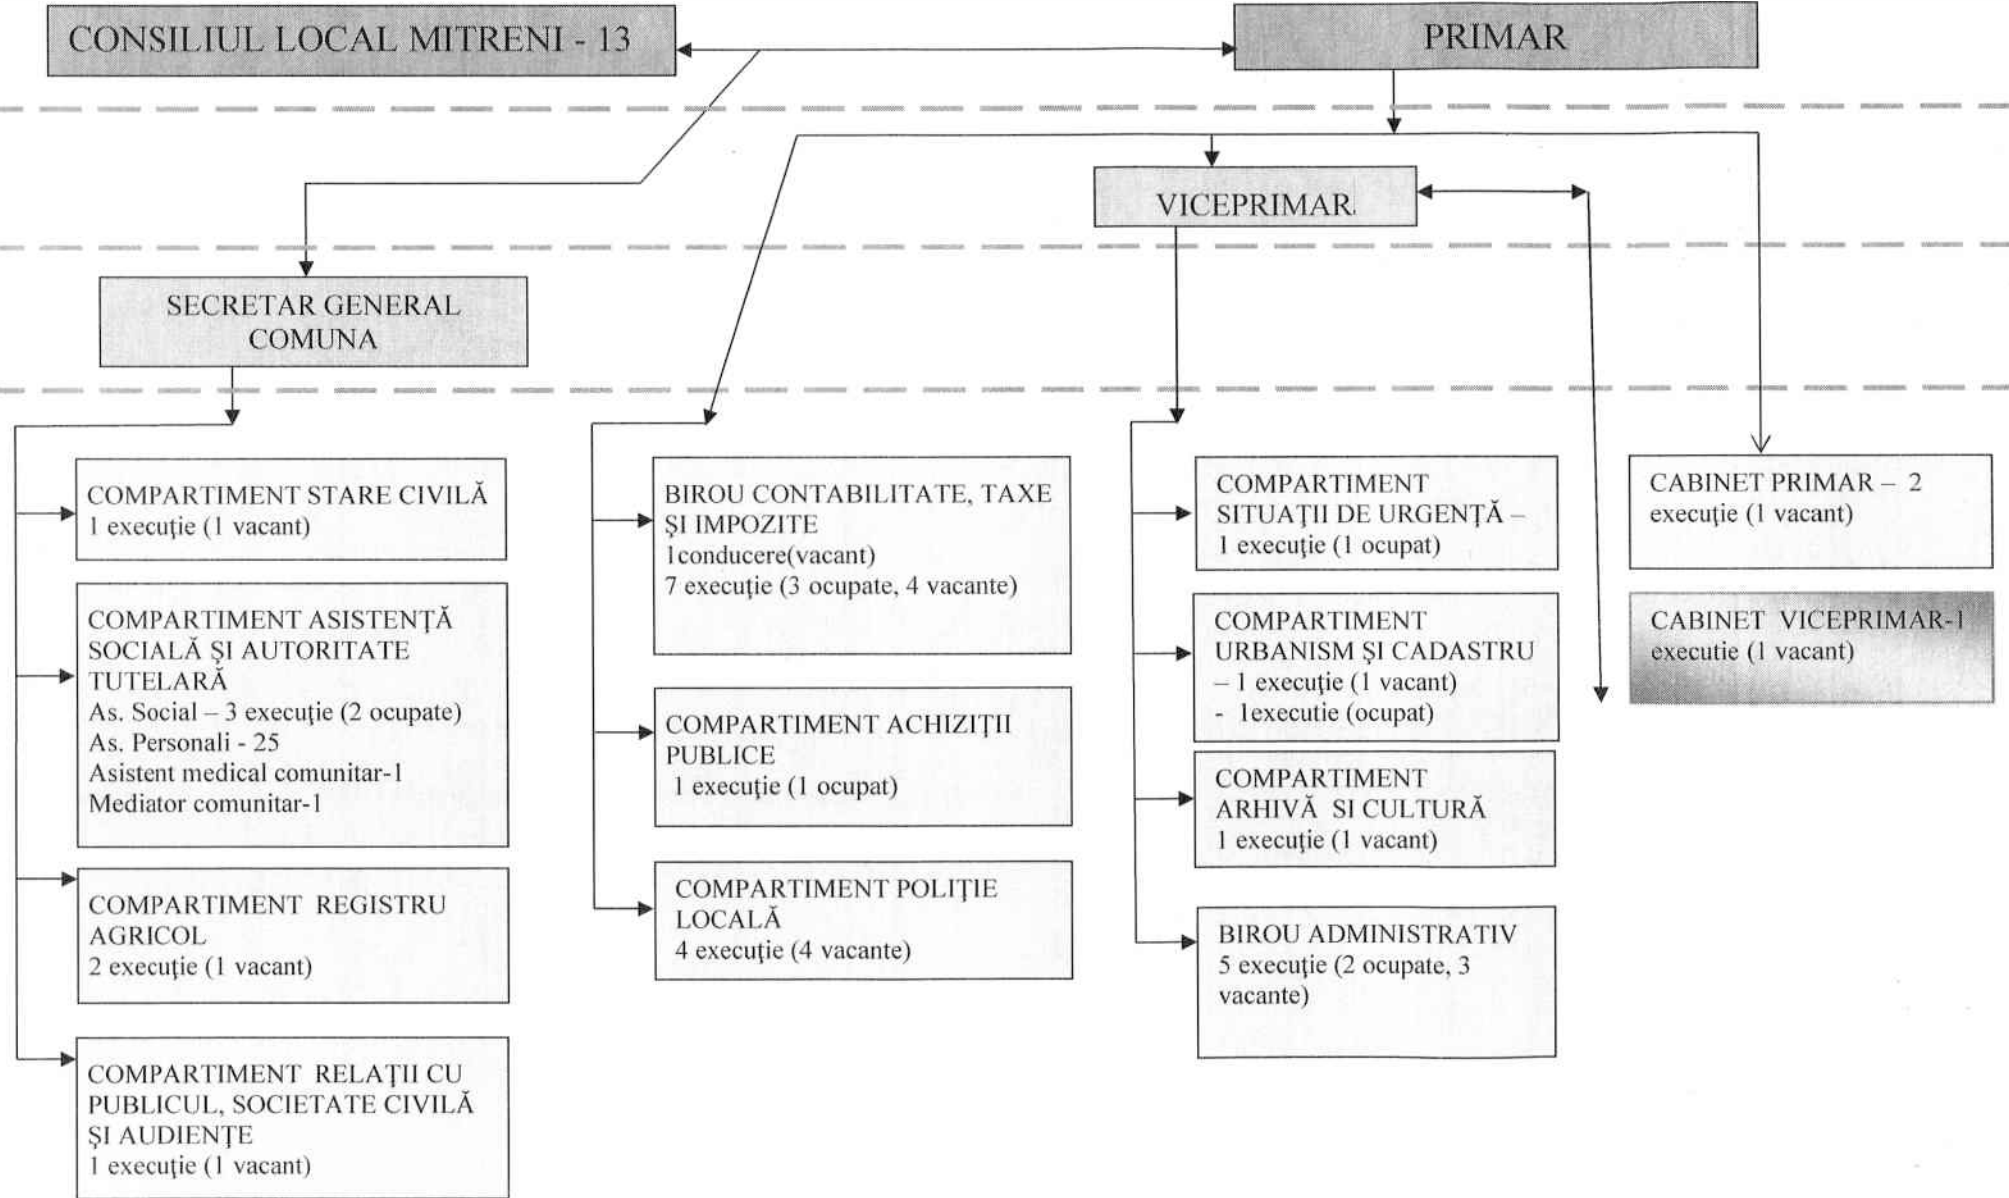 CONSILIUL LOCAL MITRENI - 13
PRIMAR
VICEPRIMAR
SECRETAR GENERAL
COMUNA
COMPARTIMENT STARE CIVILĂ
1 execuţie (1 vacant)
COMPARTIMENT ASISTENŢĂ
SOCIALĂ ŞI AUTORITATE
TUTELARĂ
As. Social – 3 execuţie (2 ocupate)
As. Personali - 25
Asistent medical comunitar-1
Mediator comunitar-1
COMPARTIMENT REGISTRU
AGRICOL
2 execuţie (1 vacant)
COMPARTIMENT RELAŢII CU
PUBLICUL, SOCIETATE CIVILĂ
ŞI AUDIENŢE
1 execuţie (1 vacant)
BIROU CONTABILITATE, TAXE
ŞI IMPOZITE
1conducere(vacant)
7 execuţie (3 ocupate, 4 vacante)
COMPARTIMENT ACHIZIŢII
PUBLICE
1 execuţie (1 ocupat)
COMPARTIMENT POLIŢIE
LOCALĂ
4 execuţie (4 vacante)
COMPARTIMENT
SITUAŢII DE URGENŢĂ –
1 execuţie (1 ocupat)
COMPARTIMENT
URBANISM ŞI CADASTRU
– 1 execuţie (1 vacant)
- 1executie (ocupat)
COMPARTIMENT
ARHIVĂ SI CULTURĂ
1 execuţie (1 vacant)
BIROU ADMINISTRATIV
5 execuţie (2 ocupate, 3
vacante)
CABINET PRIMAR – 2
execuţie (1 vacant)
CABINET VICEPRIMAR-1
executie (1 vacant)